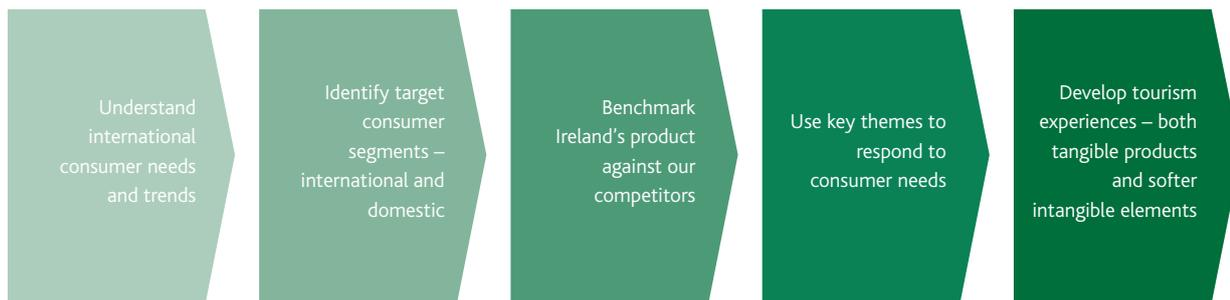 Understand
international
consumer needs
and trends
Identify target
consumer
segments –
international and
domestic
Benchmark
Ireland's product
against our
competitors
Use key themes to
respond to
consumer needs
Develop tourism
experiences – both
tangible products
and softer
intangible elements